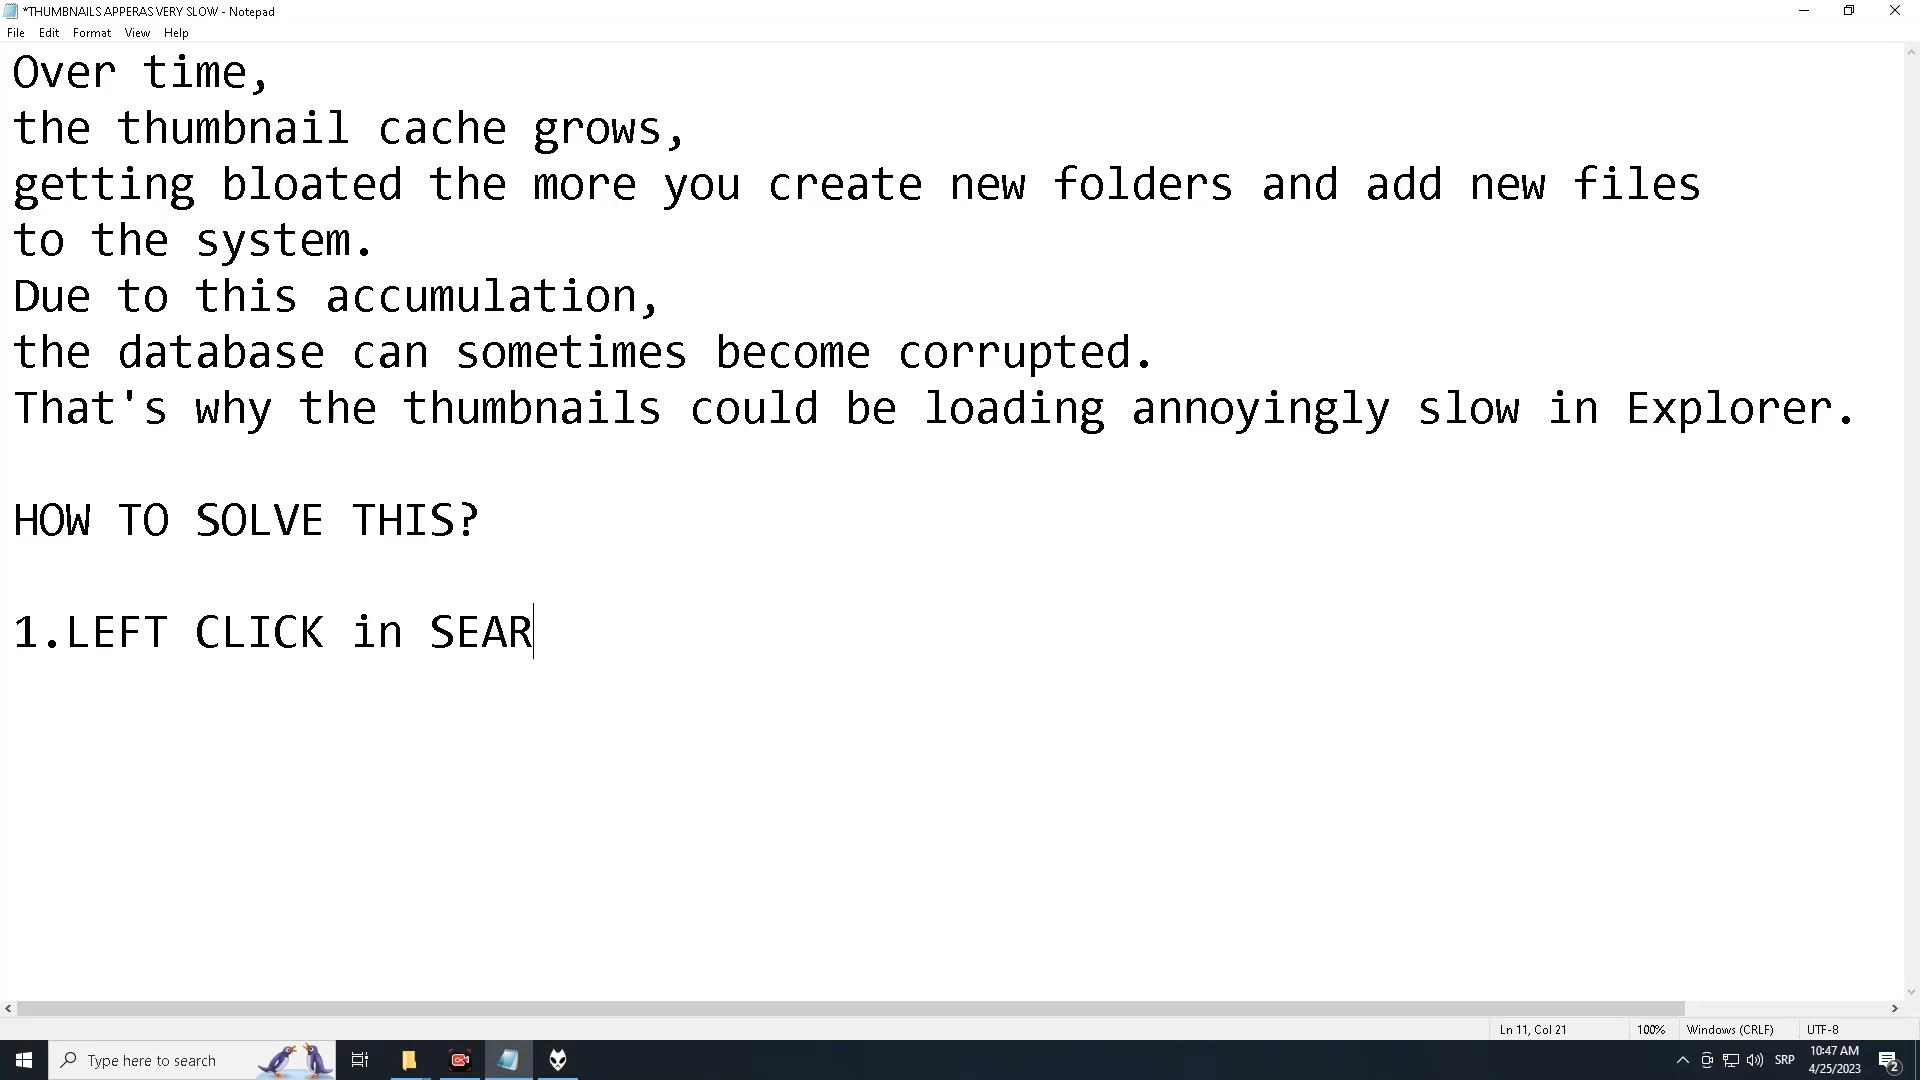 *THUMBNAILS APPERAS VERY SLOW - Notepad
File Edit Format View Help
Over time,
the thumbnail cache grows,
getting bloated the more you create new folders and add new files
to the system.
Due to this accumulation,
the database can sometimes become corrupted.
That's why the thumbnails could be loading annoyingly slow in Explorer.
HOW TO SOLVE THIS?
1.LEFT CLICK in SEAR
Ln 11, Col 21 100% Windows (CRLF) UTF-8
Type here to search SRP 10:47 AM
4/25/2023 2